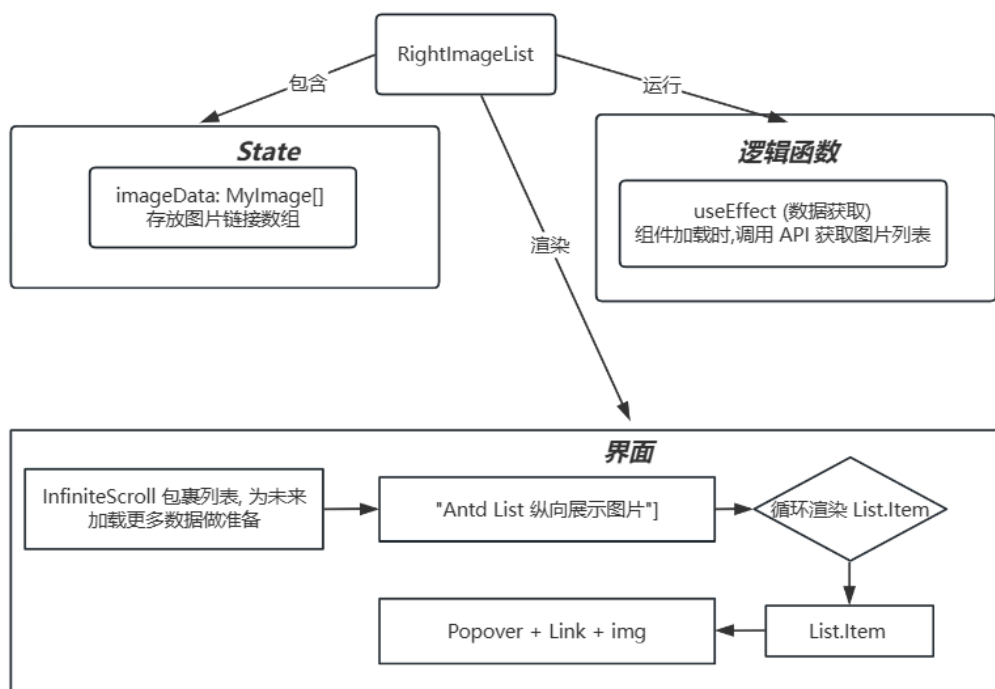 RightImageList
包含
运行
State
imageData: MyImage[]
存放图片链接数组
逻辑函数
useEffect (数据获取)
组件加载时,调用 API 获取图片列表
渲染
界面
InfiniteScroll 包裹列表, 为未来
加载更多数据做准备
"Antd List 纵向展示图片"]
循环渲染 List.Item
List.Item
Popover + Link + img